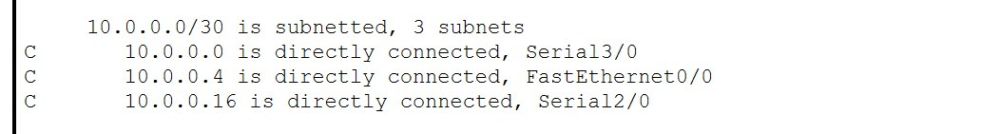 10.0.0.0/30 is subnetted, 3 subnets
C 10.0.0.0 is directly connected, Serial3/0
C 10.0.0.4 is directly connected, FastEthernet0/0
C 10.0.0.16 is directly connected, Serial2/0